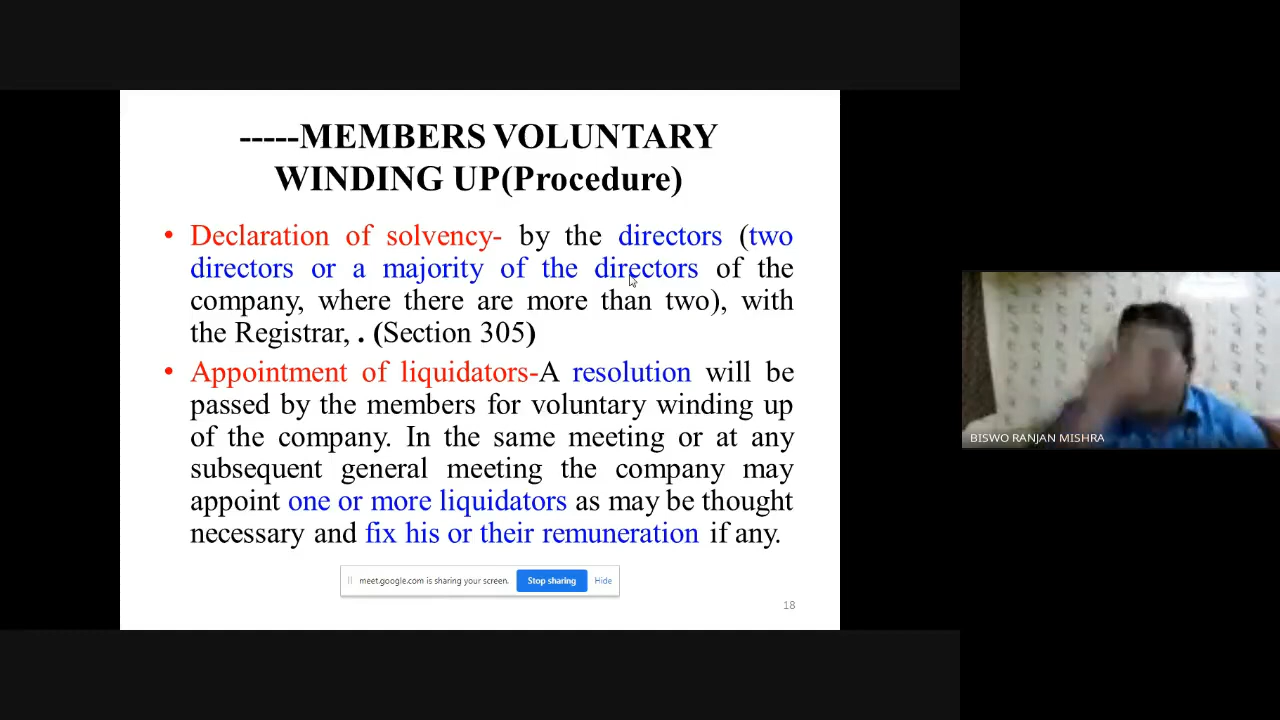 -----MEMBERS VOLUNTARY
WINDING UP(Procedure)
• Declaration of solvency- by the directors (two
directors or a majority of the directors of the
company, where there are more than two), with
the Registrar, . (Section 305)
• Appointment of liquidators-A resolution will be
passed by the members for voluntary winding up
of the company. In the same meeting or at any
subsequent general meeting the company may
appoint one or more liquidators as may be thought
necessary and fix his or their remuneration if any.
meet.google.com is sharing your screen. Stop sharing Hide
18
BISWO RANJAN MISHRA